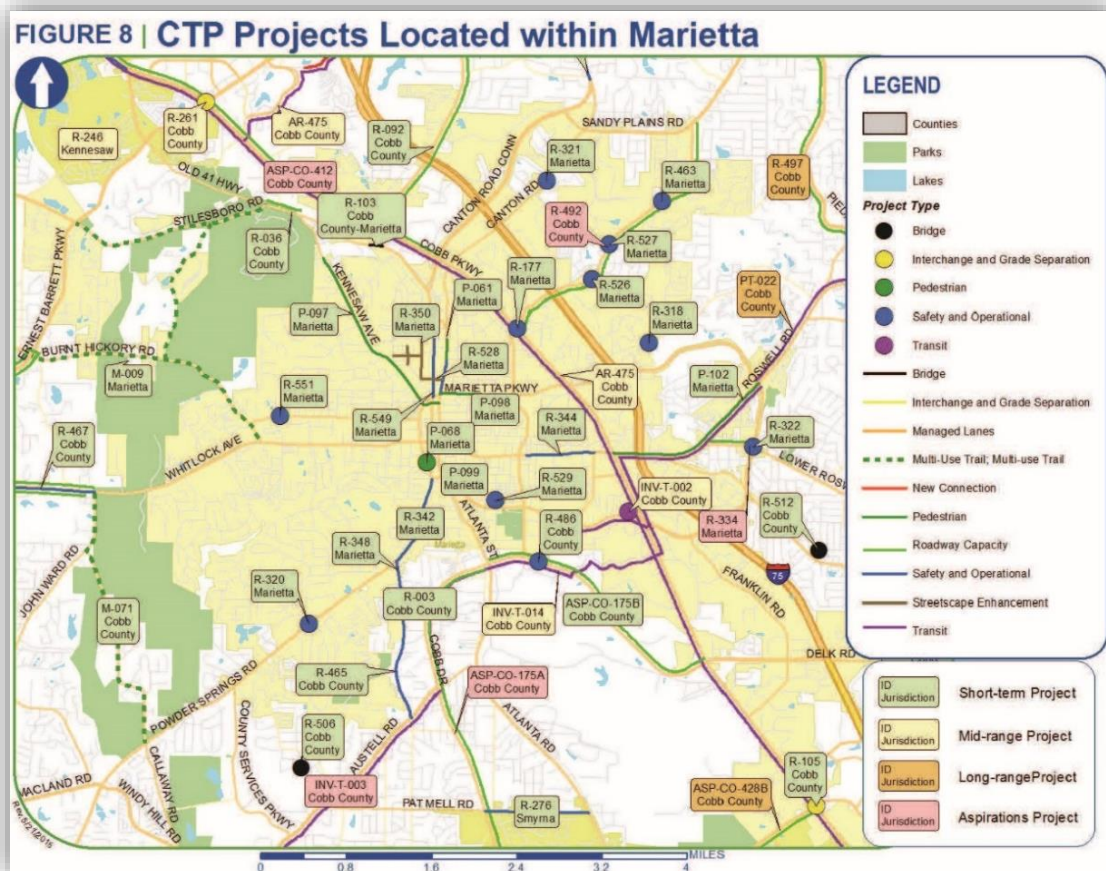 FIGURE 8 | CTP Projects Located within Marietta
R-246
Kennesaw
R-261
Cobb
County
AR-475
Cobb County
R-092
Cobb
County
SANDY PLAINS RD
R-321
Marietta
R-463
Marietta
R-497
Cobb
County
OLD 41 HWY
ASP-CO-412
Cobb County
CANTON ROAD CONN
CANTON RD
STILESBORO RD
R-103
Cobb
County-Marietta
R-492
Cobb
County
R-527
Marietta
R-036
Cobb
County
COBB PKWY
R-177
Marietta
R-526
Marietta
ERNEST BARRETT PKWY
KENNESAW AVE
P-061
Marietta
PT-022
Cobb
County
P-097
Marietta
R-350
Marietta
R-318
Marietta
BURNT HICKORY RD
M-009
Marietta
R-528
Marietta
AR-475
Cobb
County
ROSWELL RD
P-102
Marietta
R-551
Marietta
MARIETTA PKWY
P-098
Marietta
R-549
Marietta
R-344
Marietta
R-322
Marietta
R-467
Cobb
County
WHITLOCK AVE
P-068
Marietta
P-099
Marietta
R-529
Marietta
INV-T-002
Cobb County
R-334
Marietta
R-512
Cobb
County
R-342
Marietta
ATLANTA ST
R-486
Cobb
County
R-348
Marietta
JOHN WARD RD
R-320
Marietta
R-003
Cobb
County
INV-T-014
Cobb County
ASP-CO-175B
Cobb County
75
FRANKLIN RD
M-071
Cobb
County
DELK RD
R-465
Cobb County
COBB DR
ASP-CO-175A
Cobb County
POWDER SPRINGS RD
R-506
Cobb
County
AUSTELL RD
ATLANTA RD
COUNTY SERVICES PKWY
CALLAWAY RD
MACLAND RD
WINDY HILL RD
INV-T-003
Cobb County
PAT MELL RD
R-276
Smyrna
ASP-CO-428B
Cobb County
R-105
Cobb
County
0 0.8 1.6 2.4 3.2 4
MILES
LEGEND
Counties
Parks
Lakes
Project Type
Bridge
Interchange and Grade Separation
Pedestrian
Safety and Operational
Transit
Bridge
Interchange and Grade Separation
Managed Lanes
Multi-Use Trail; Multi-use Trail
New Connection
Pedestrian
Roadway Capacity
Safety and Operational
Streetscape Enhancement
Transit
ID
Jurisdiction
Short-term Project
ID
Jurisdiction
Mid-range Project
ID
Jurisdiction
Long-rangeProject
ID
Jurisdiction
Aspirations Project